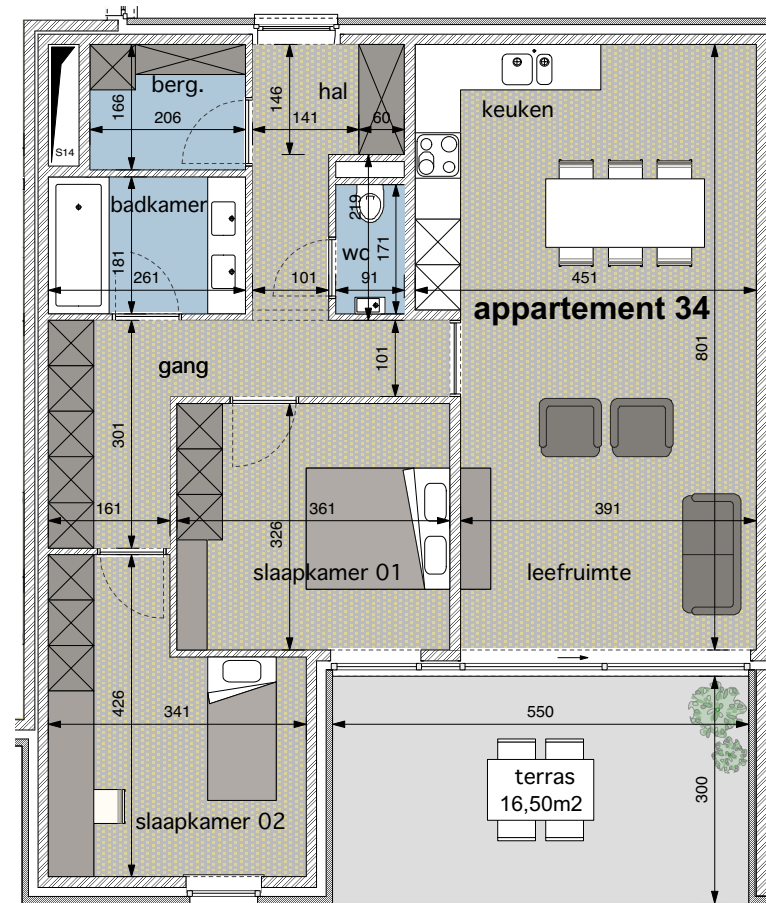 berg.
hal
keuken
166
206
146
141
60
S14
badkamer
219
wc
171
181
261
101
91
451
appartement 34
801
gang
101
301
161
361
391
326
slaapkamer 01
leefruimte
426
341
550
300
terras
16,50m2
slaapkamer 02